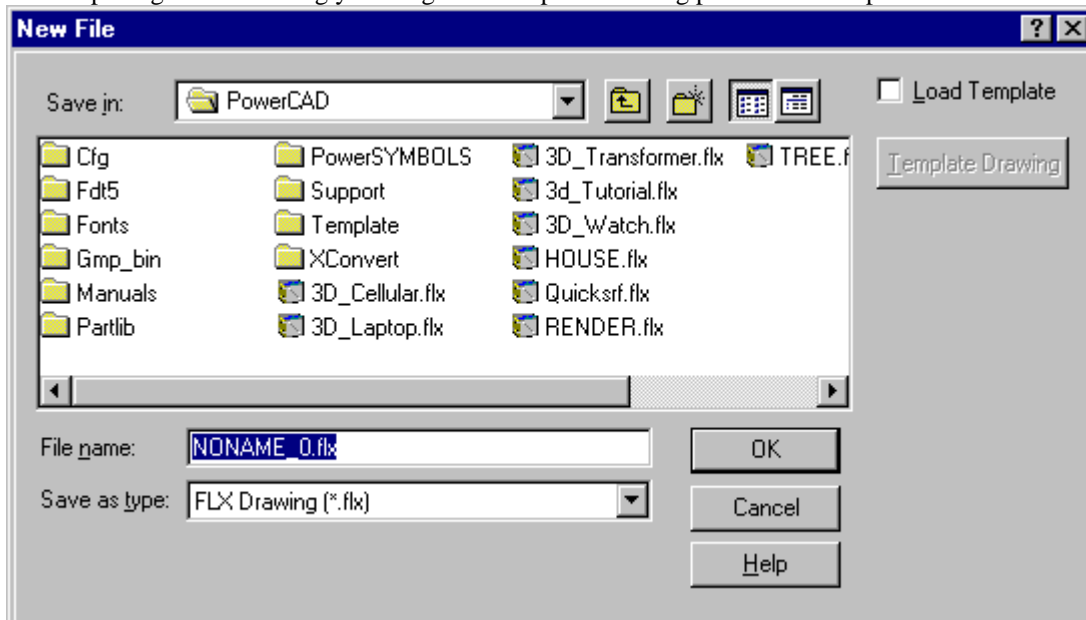 New File
Save in: PowerCAD
Load Template
Template Drawing
Cfg PowerSYMBOLS 3D_Transformer.flx TREE.f
Fdt5 Support 3d_Tutorial.flx
Fonts Template 3D_Watch.flx
Gmp_bin XConvert HOUSE.flx
Manuals 3D_Cellular.flx Quicksrf.flx
Partlib 3D_Laptop.flx RENDER.flx
File name: NONAME_0.flx OK
Save as type: FLX Drawing (*.flx) Cancel
Help